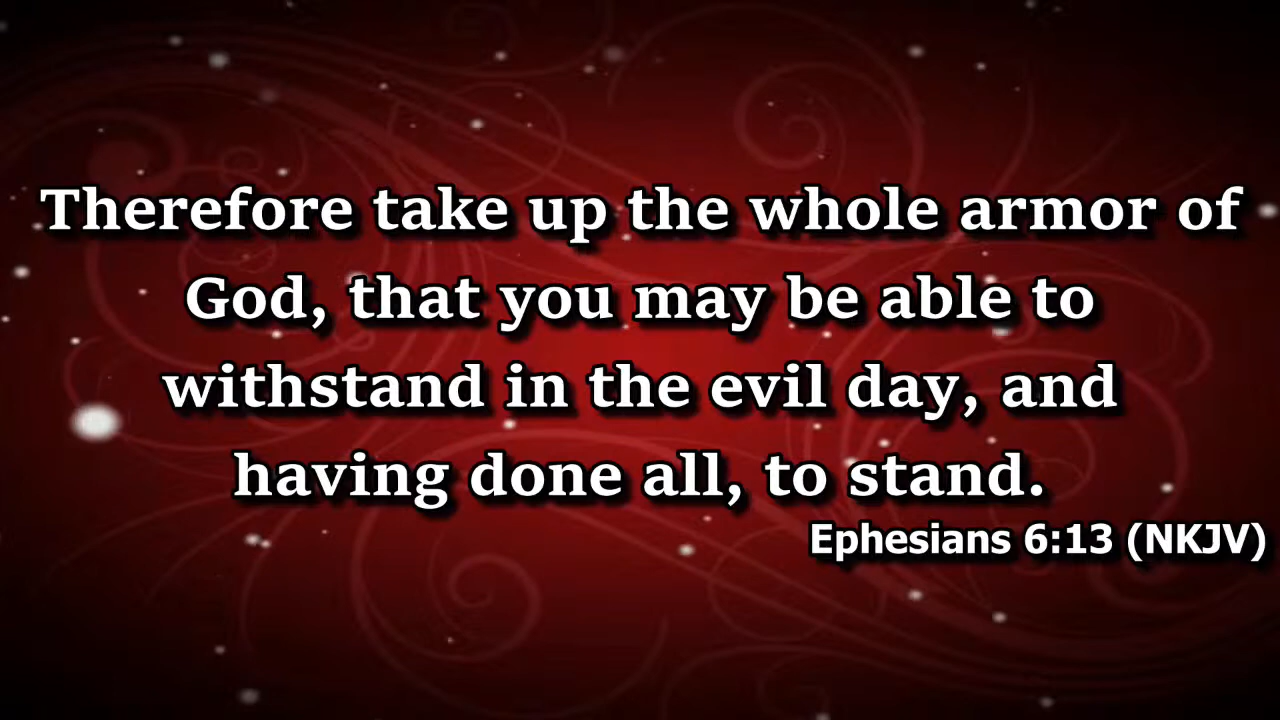 Therefore take up the whole armor of
God, that you may be able to
withstand in the evil day, and
having done all, to stand.
Ephesians 6:13 (NKJV)